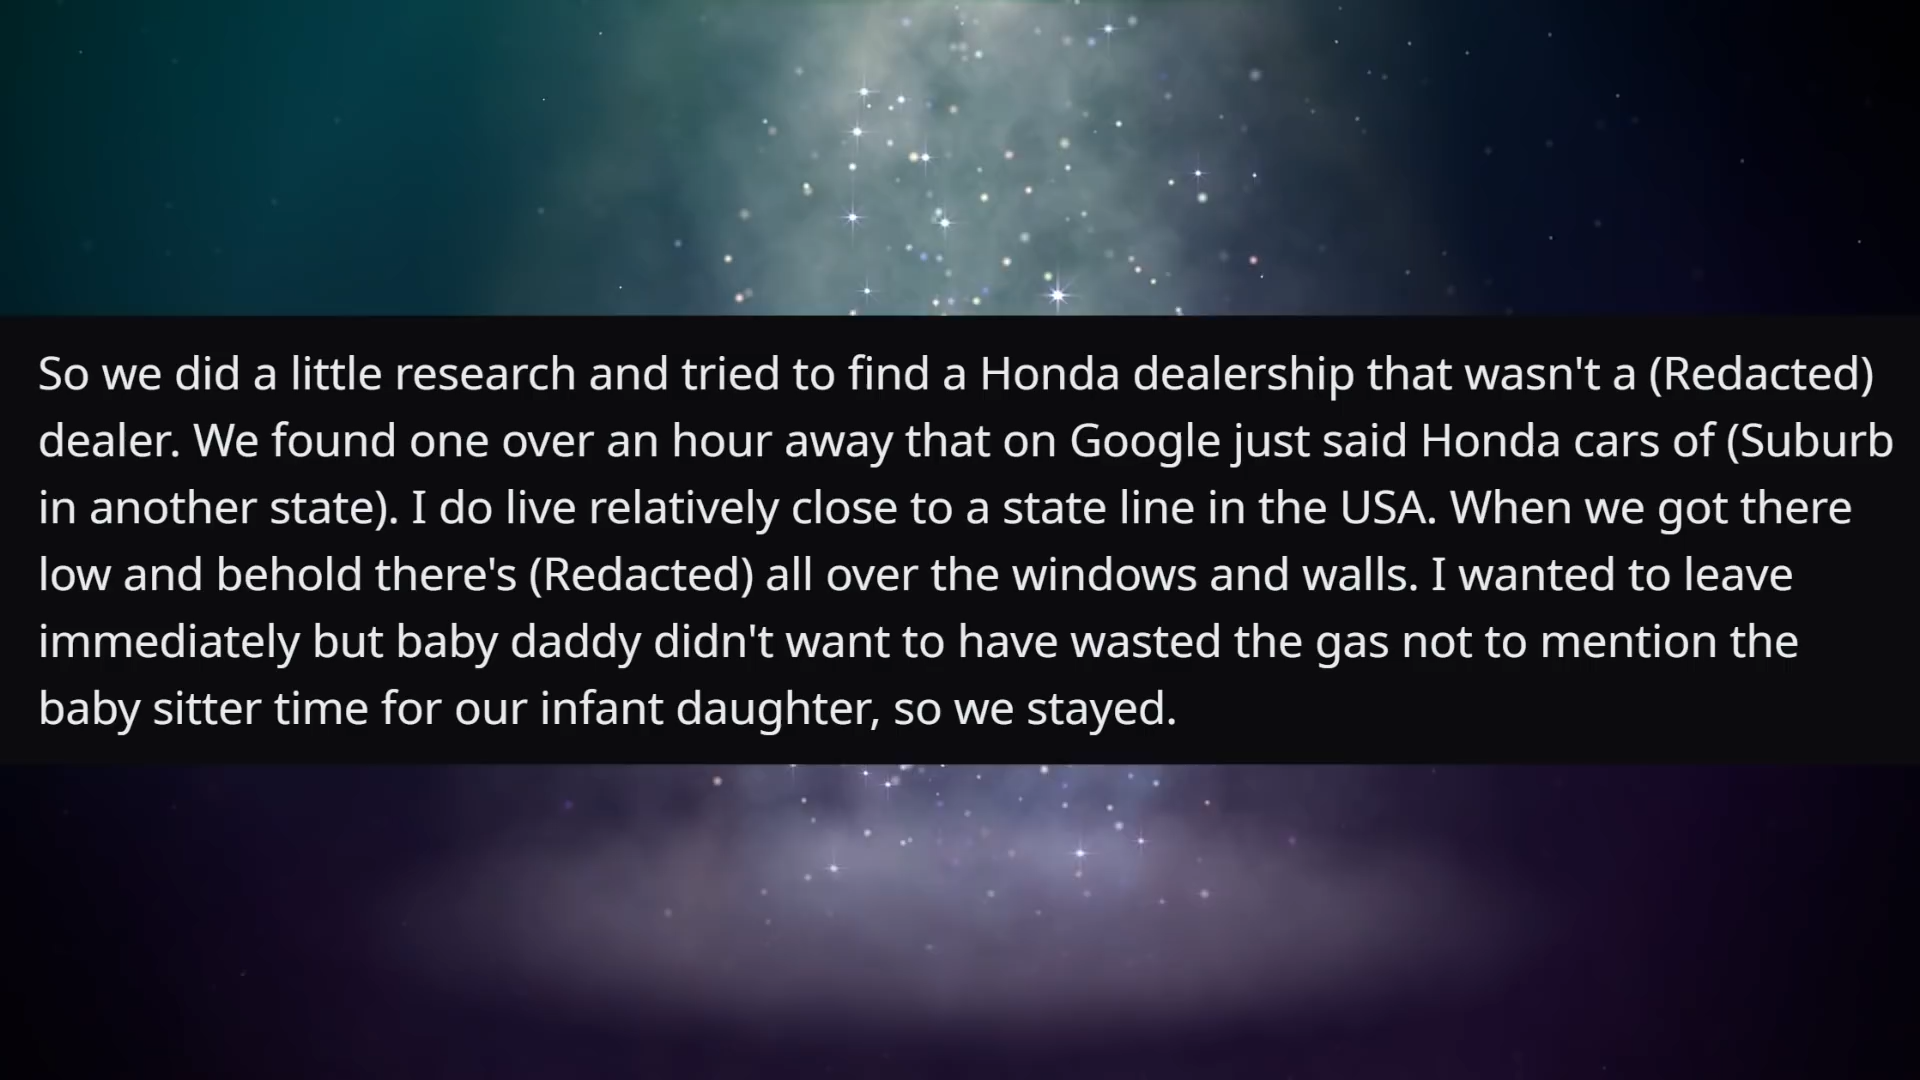 So we did a little research and tried to find a Honda dealership that wasn't a (Redacted)
dealer. We found one over an hour away that on Google just said Honda cars of (Suburb
in another state). I do live relatively close to a state line in the USA. When we got there
low and behold there's (Redacted) all over the windows and walls. I wanted to leave
immediately but baby daddy didn't want to have wasted the gas not to mention the
baby sitter time for our infant daughter, so we stayed.